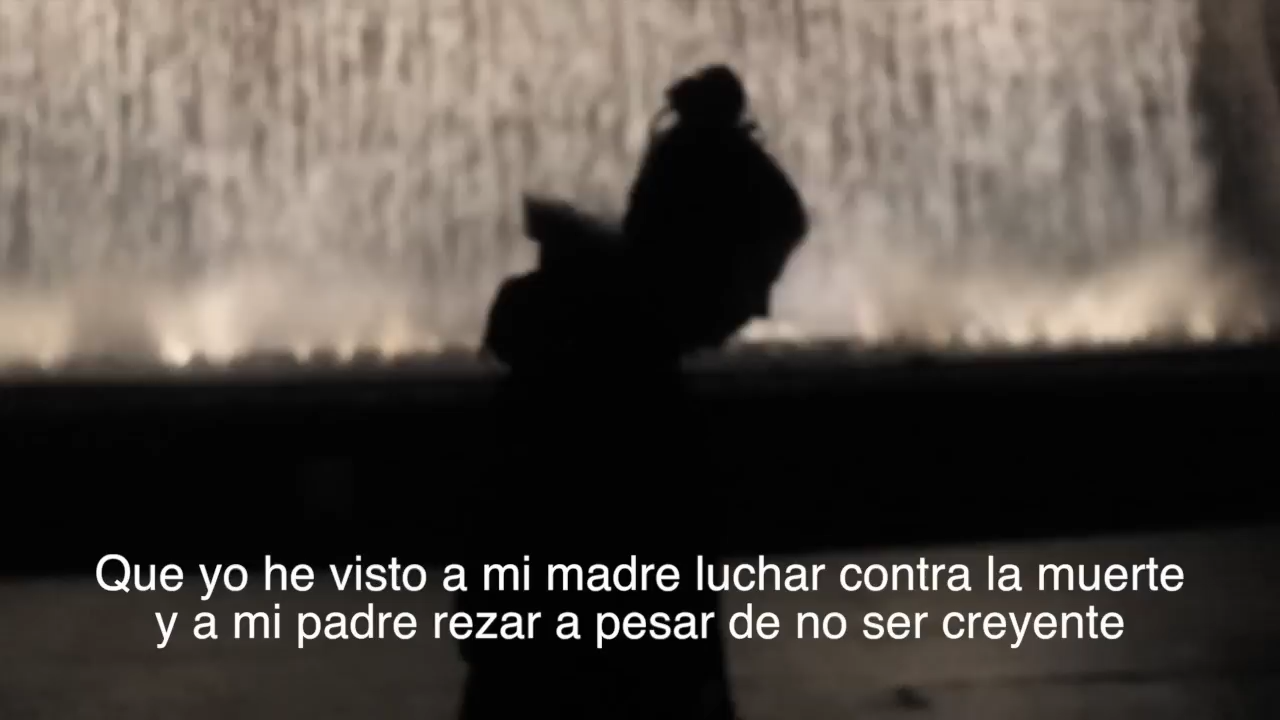 Que yo he visto a mi madre luchar contra la muerte
y a mi padre rezar a pesar de no ser creyente